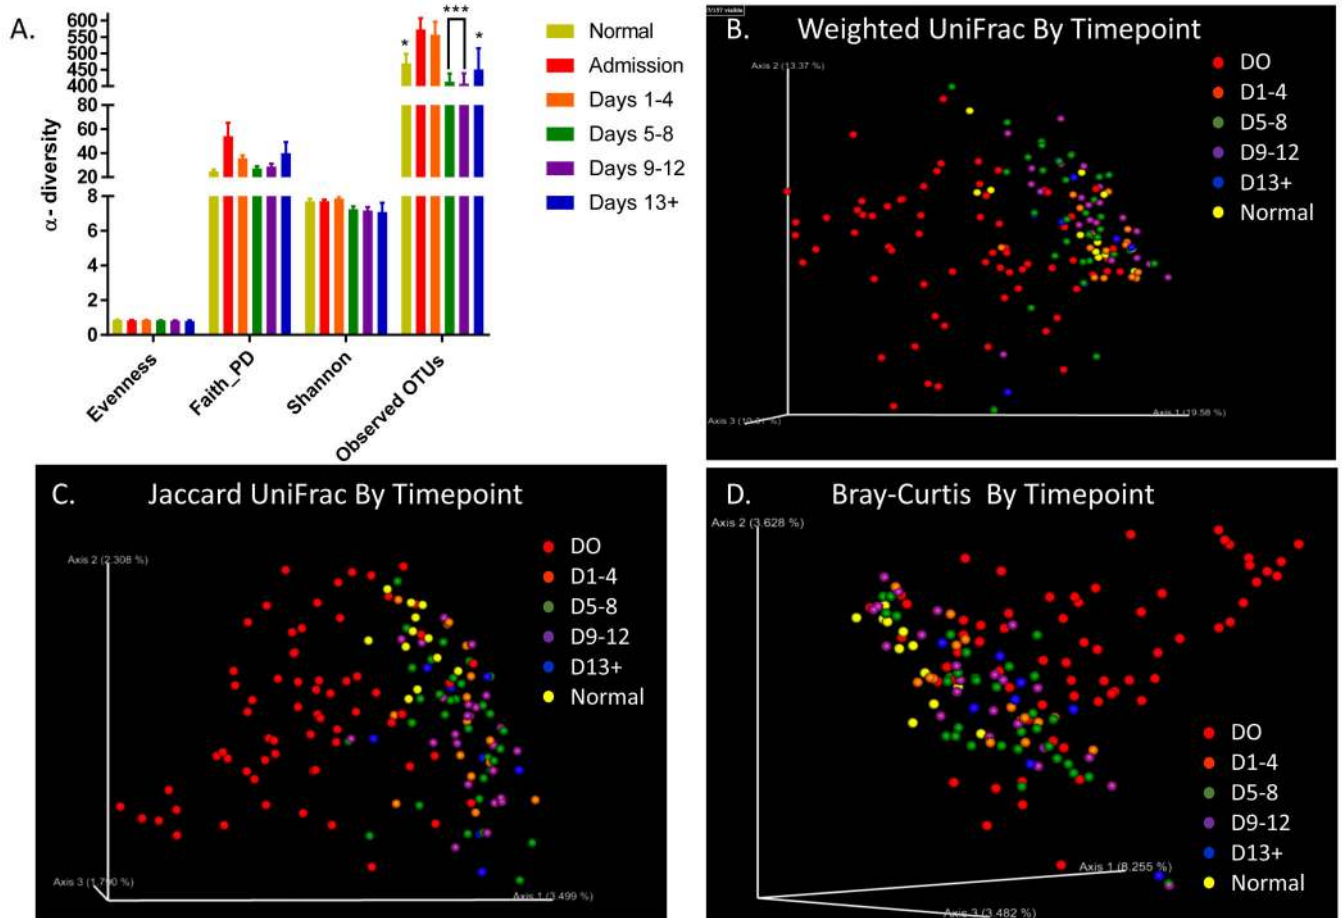 A.
α- diversity
600
550
500
450
400
80
60
40
20
8
6
4
2
0
*
***
*
Evenness
Faith_PD
Shannon
Observed OTUs
Normal
Admission
Days 1-4
Days 5-8
Days 9-12
Days 13+
B. Weighted UniFrac By Timepoint
Axis 2 (13.37 %)
Axis 1 (19.58 %)
DO
D1-4
D5-8
D9-12
D13+
Normal
C. Jaccard UniFrac By Timepoint
Axis 2 (2.308 %)
Axis 1 (3.499 %)
DO
D1-4
D5-8
D9-12
D13+
Normal
D. Bray-Curtis By Timepoint
Axis 2 (3.628 %)
Axis 1 (8.255 %)
Axis 3 (3.482 %)
DO
D1-4
D5-8
D9-12
D13+
Normal